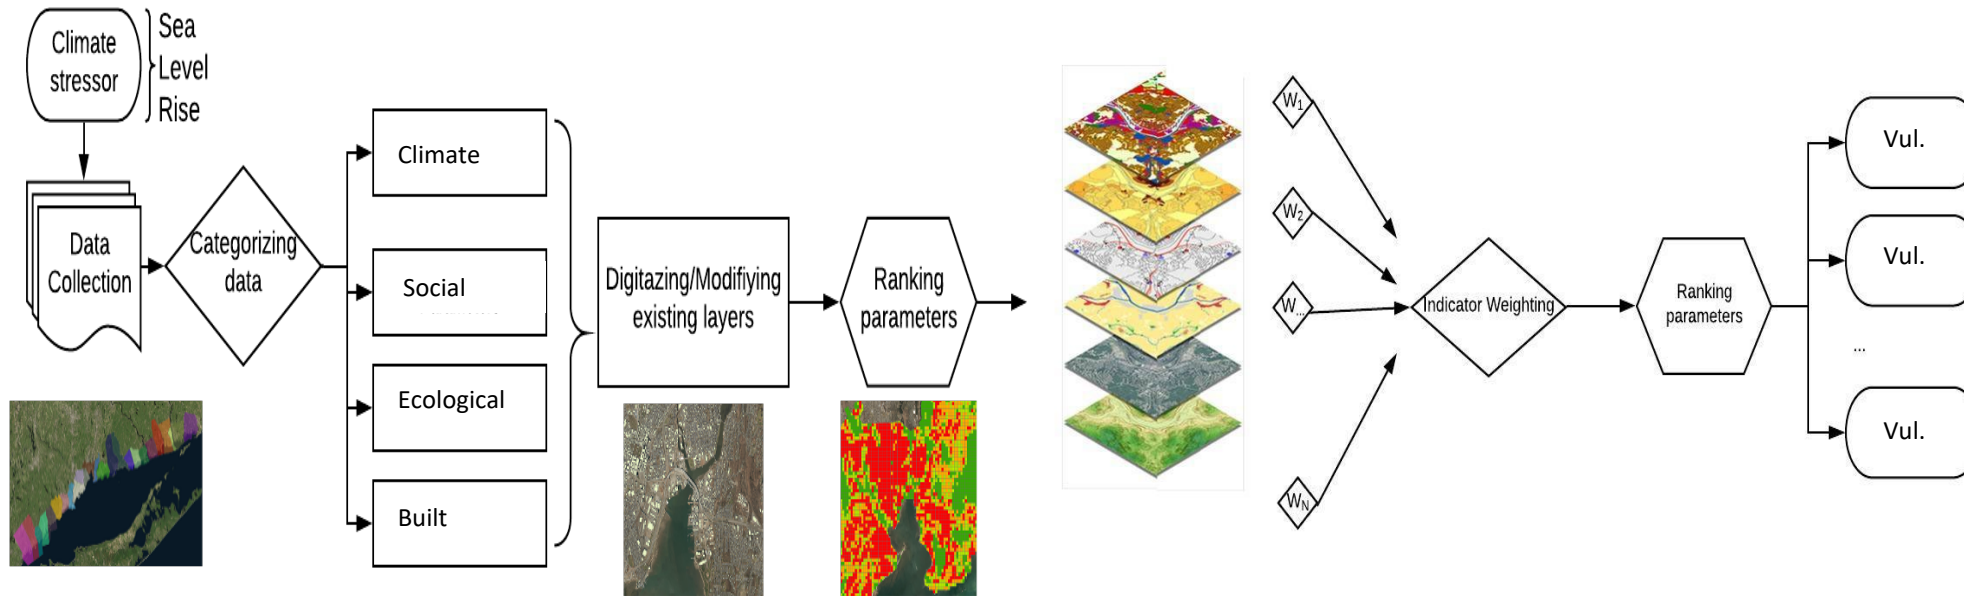 Climate
stressor
Sea
Level
Rise
Data
Collection
Categorizing
data
Climate
Social
Ecological
Built
Digitazing/Modifiying
existing layers
Ranking
parameters
W1
W2
W...
WN
Indicator Weighting
Ranking
parameters
Vul.
Vul.
...
Vul.